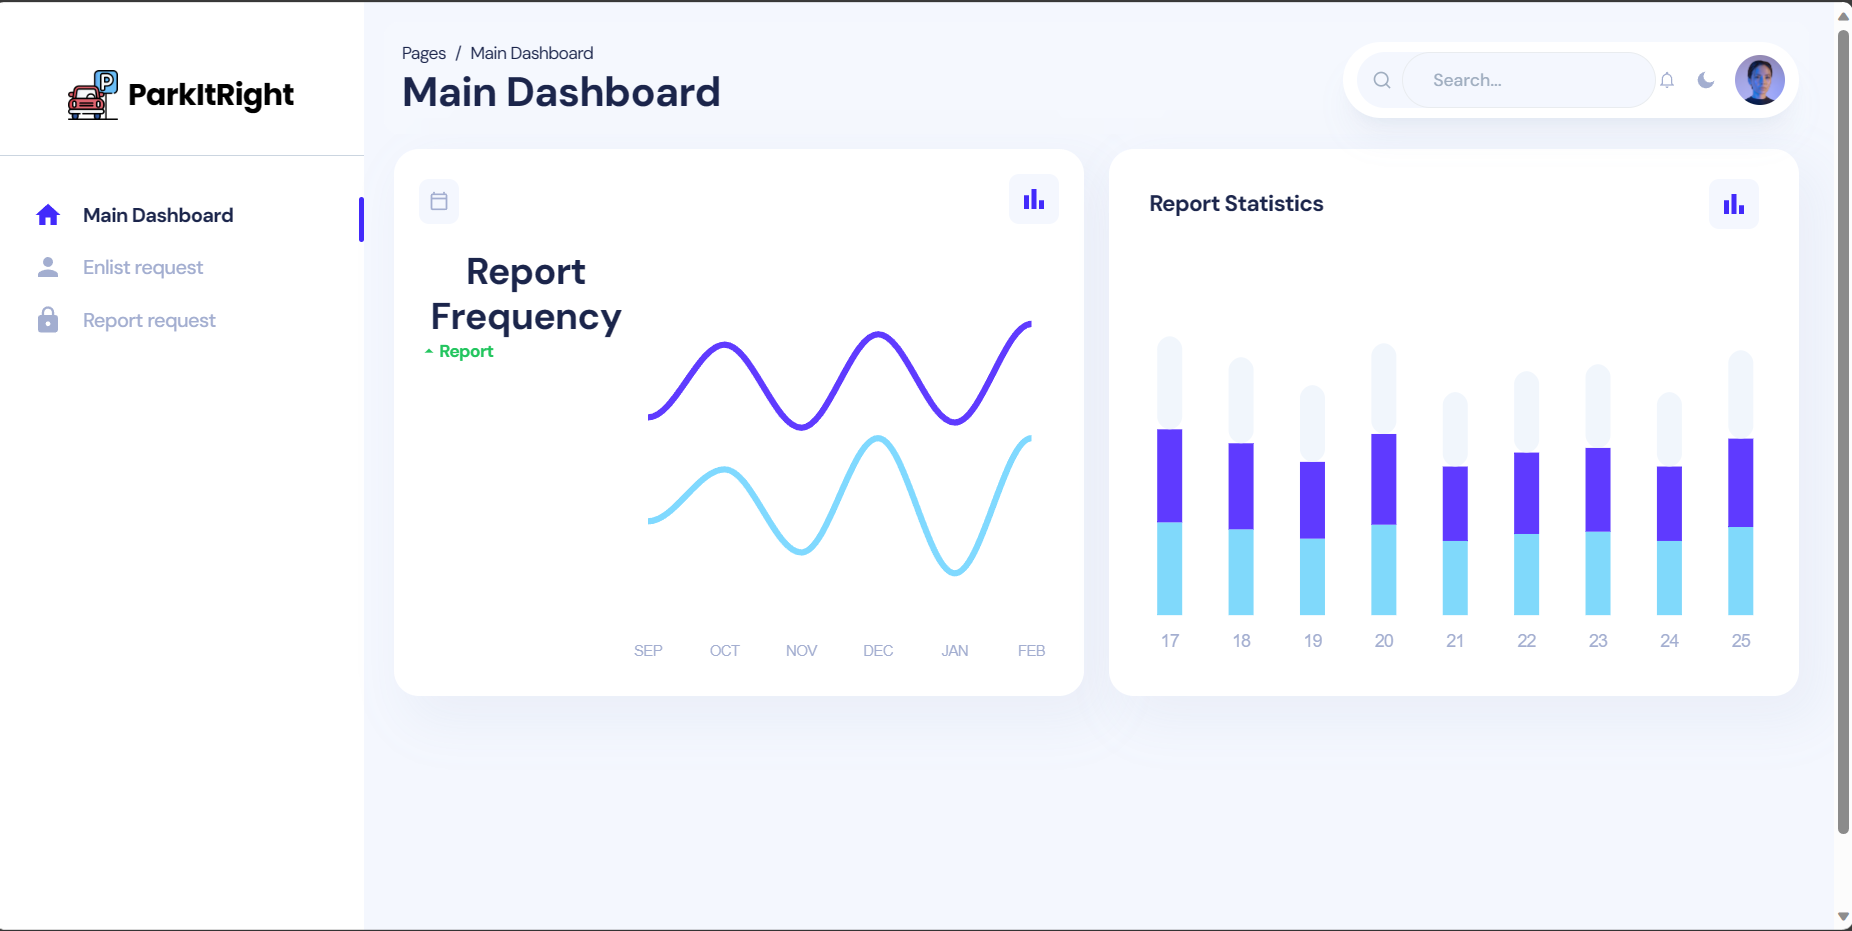 P
ParkItRight
Main Dashboard
Enlist request
Report request
Pages / Main Dashboard
Main Dashboard
Search...
Report
Frequency
Report
SEP OCT NOV DEC JAN FEB
Report Statistics
17 18 19 20 21 22 23 24 25